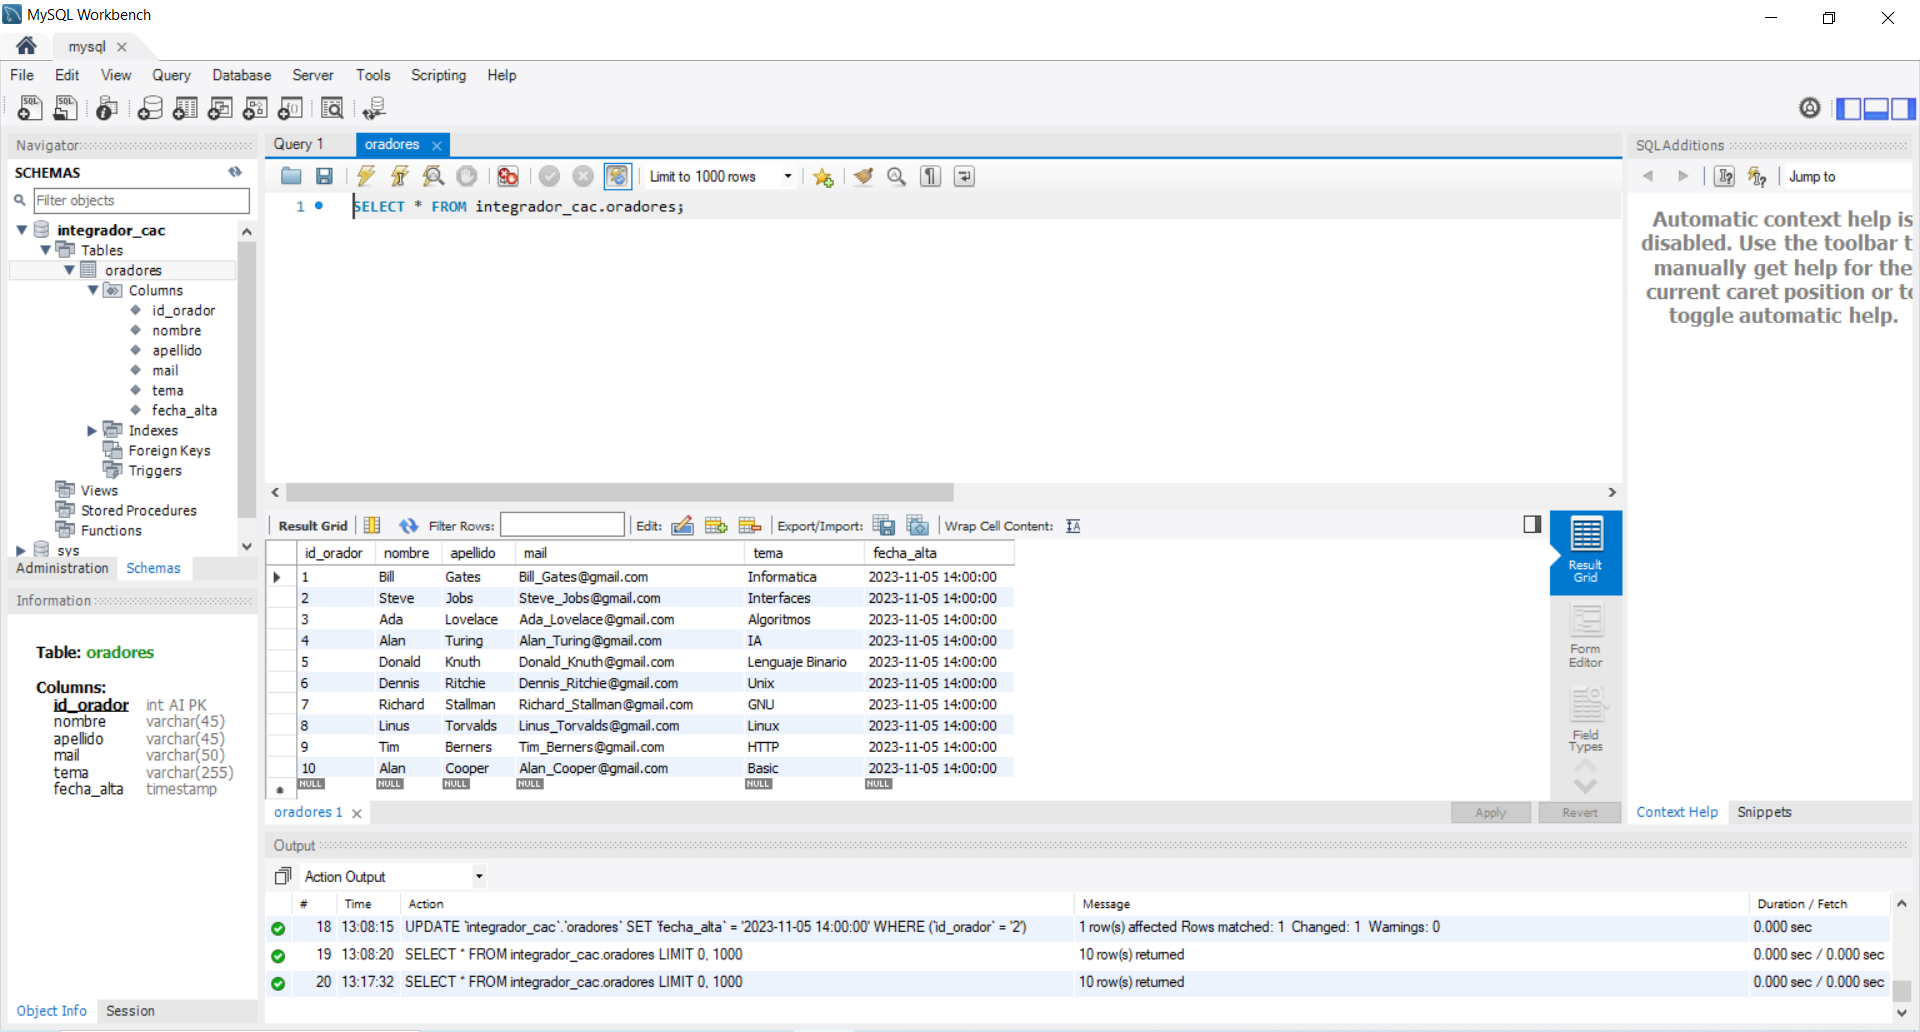 MySQL Workbench
mysql
File Edit View Query Database Server Tools Scripting Help
Navigator
SCHEMAS
Filter objects
integrador_cac
Tables
oradores
Columns
id_orador
nombre
apellido
mail
tema
fecha_alta
Indexes
Foreign Keys
Triggers
Views
Stored Procedures
Functions
sys
Administration Schemas
Information
Table: oradores
Columns:
id_orador int AI PK
nombre varchar(45)
apellido varchar(45)
mail varchar(50)
tema varchar(255)
fecha_alta timestamp
Object Info Session
Query 1 oradores
Limit to 1000 rows
1 SELECT * FROM integrador_cac.oradores;
Result Grid Filter Rows: Edit: Export/Import: Wrap Cell Content:
id_orador nombre apellido mail tema fecha_alta
1 Bill Gates Bill_Gates@gmail.com Informatica 2023-11-05 14:00:00
2 Steve Jobs Steve_Jobs@gmail.com Interfaces 2023-11-05 14:00:00
3 Ada Lovelace Ada_Lovelace@gmail.com Algoritmos 2023-11-05 14:00:00
4 Alan Turing Alan_Turing@gmail.com IA 2023-11-05 14:00:00
5 Donald Knuth Donald_Knuth@gmail.com Lenguaje Binario 2023-11-05 14:00:00
6 Dennis Ritchie Dennis_Ritchie@gmail.com Unix 2023-11-05 14:00:00
7 Richard Stallman Richard_Stallman@gmail.com GNU 2023-11-05 14:00:00
8 Linus Torvalds Linus_Torvalds@gmail.com Linux 2023-11-05 14:00:00
9 Tim Berners Tim_Berners@gmail.com HTTP 2023-11-05 14:00:00
10 Alan Cooper Alan_Cooper@gmail.com Basic 2023-11-05 14:00:00
NULL NULL NULL NULL NULL NULL
Result
Grid
Form
Editor
Field
Types
oradores 1
Apply Revert
SQLAdditions
Jump to
Automatic context help is
disabled. Use the toolbar t
manually get help for the
current caret position or to
toggle automatic help.
Context Help Snippets
Output
Action Output
# Time Action Message Duration / Fetch
18 13:08:15 UPDATE `integrador_cac`.`oradores` SET `fecha_alta` = '2023-11-05 14:00:00' WHERE (`id_orador` = '2') 1 row(s) affected Rows matched: 1 Changed: 1 Warnings: 0 0.000 sec
19 13:08:20 SELECT * FROM integrador_cac.oradores LIMIT 0, 1000 10 row(s) returned 0.000 sec / 0.000 sec
20 13:17:32 SELECT * FROM integrador_cac.oradores LIMIT 0, 1000 10 row(s) returned 0.000 sec / 0.000 sec